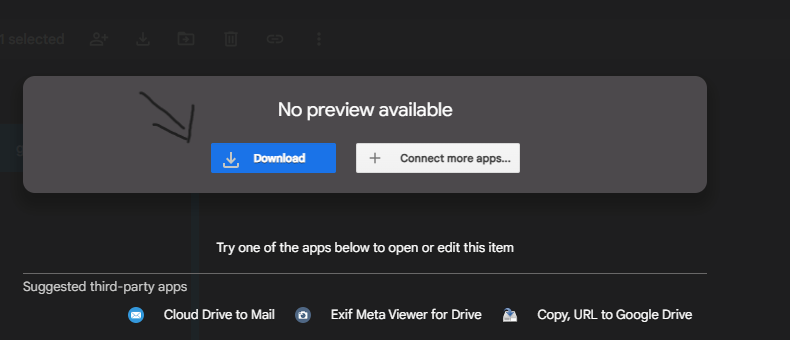 1 selected
No preview available
Download
Connect more apps...
Try one of the apps below to open or edit this item
Suggested third-party apps
Cloud Drive to Mail
Exif Meta Viewer for Drive
Copy, URL to Google Drive